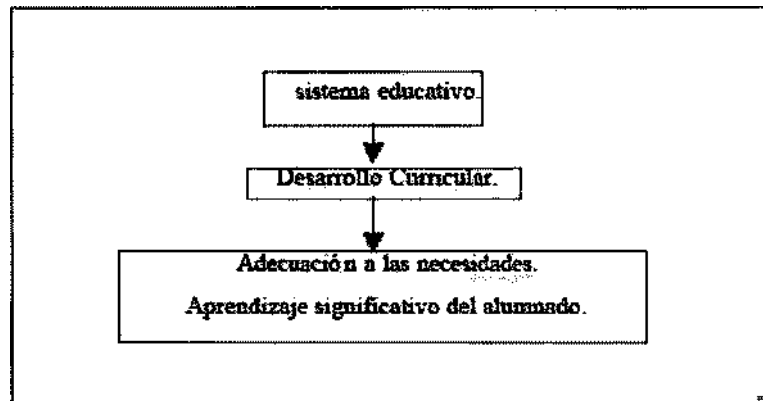 sistema educativo.
Desarrollo Curricular.
Adecuación a las necesidades.
Aprendizaje significativo del alumnado.